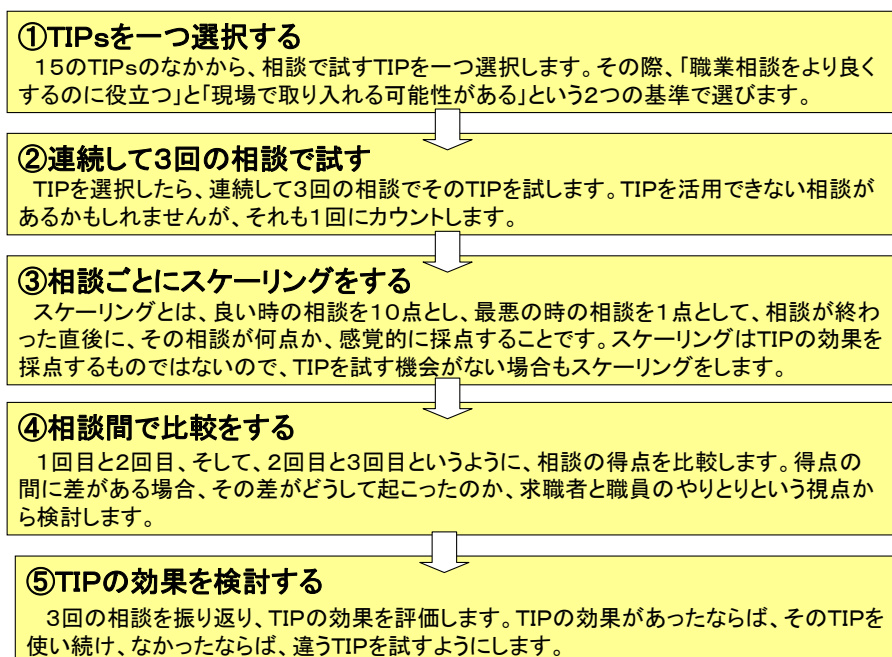 ①TIPsを一つ選択する
15のTIPsのなかから、相談で試すTIPを一つ選択します。その際、「職業相談をより良く
するのに役立つ」と「現場で取り入れる可能性がある」という2つの基準で選びます。
②連続して3回の相談で試す
TIPを選択したら、連続して3回の相談でそのTIPを試します。TIPを活用できない相談が
あるかもしれませんが、それも1回にカウントします。
③相談ごとにスケーリングをする
スケーリングとは、良い時の相談を10点とし、最悪の時の相談を1点として、相談が終わ
った直後に、その相談が何点か、感覚的に採点することです。スケーリングはTIPの効果を
採点するものではないので、TIPを試す機会がない場合もスケーリングをします。
④相談間で比較をする
1回目と2回目、そして、2回目と3回目というように、相談の得点を比較します。得点の
間に差がある場合、その差がどうして起こったのか、求職者と職員のやりとりという視点か
ら検討します。
⑤TIPの効果を検討する
3回の相談を振り返り、TIPの効果を評価します。TIPの効果があったならば、そのTIPを
使い続け、なかったならば、違うTIPを試すようにします。